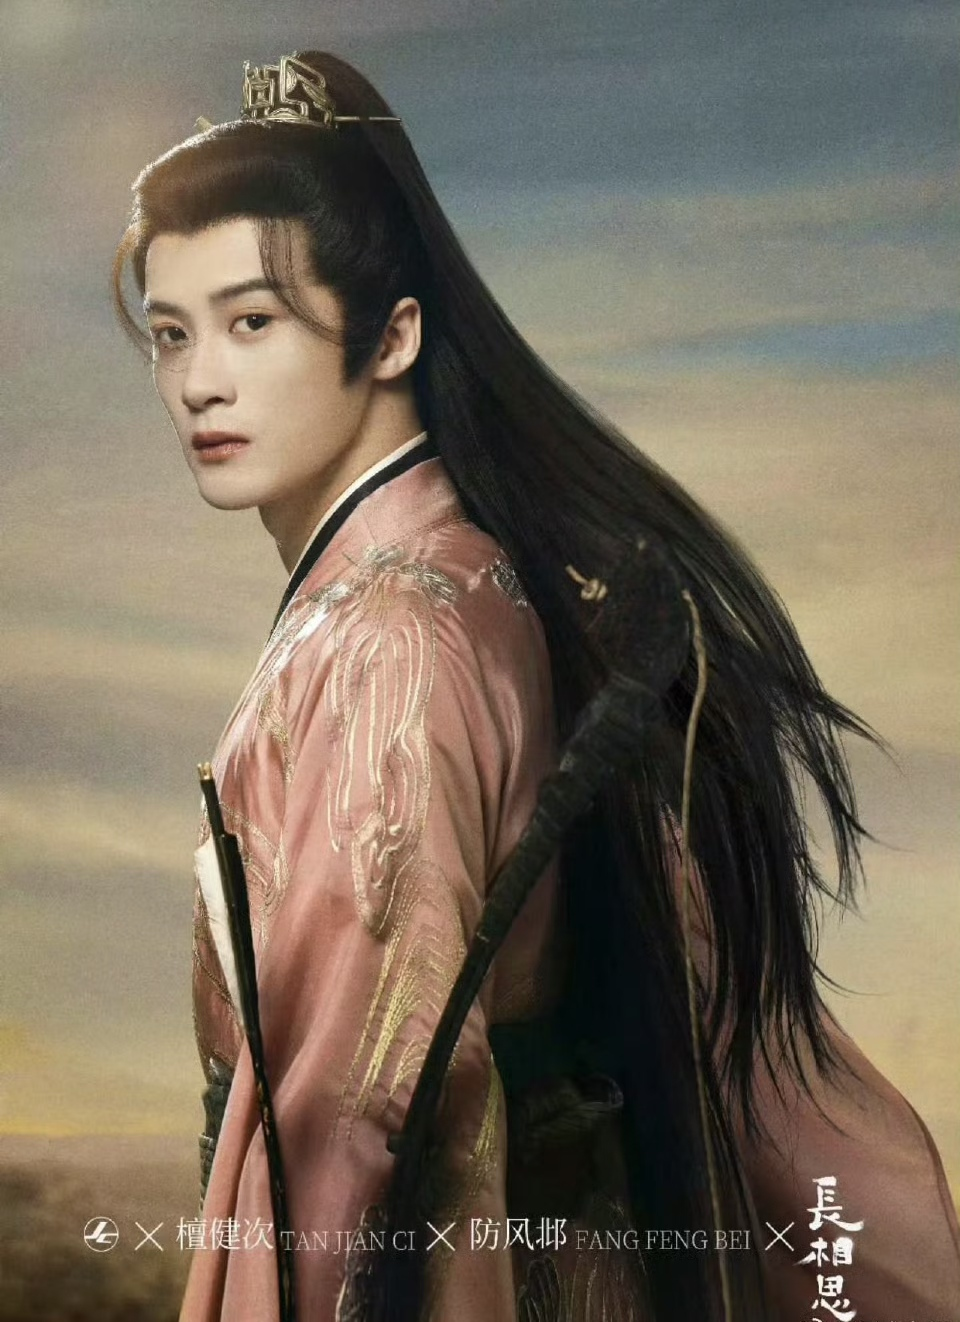 × 檀健次 TAN JIAN CI × 防风邶 FANG FENG BEI ×
長相思